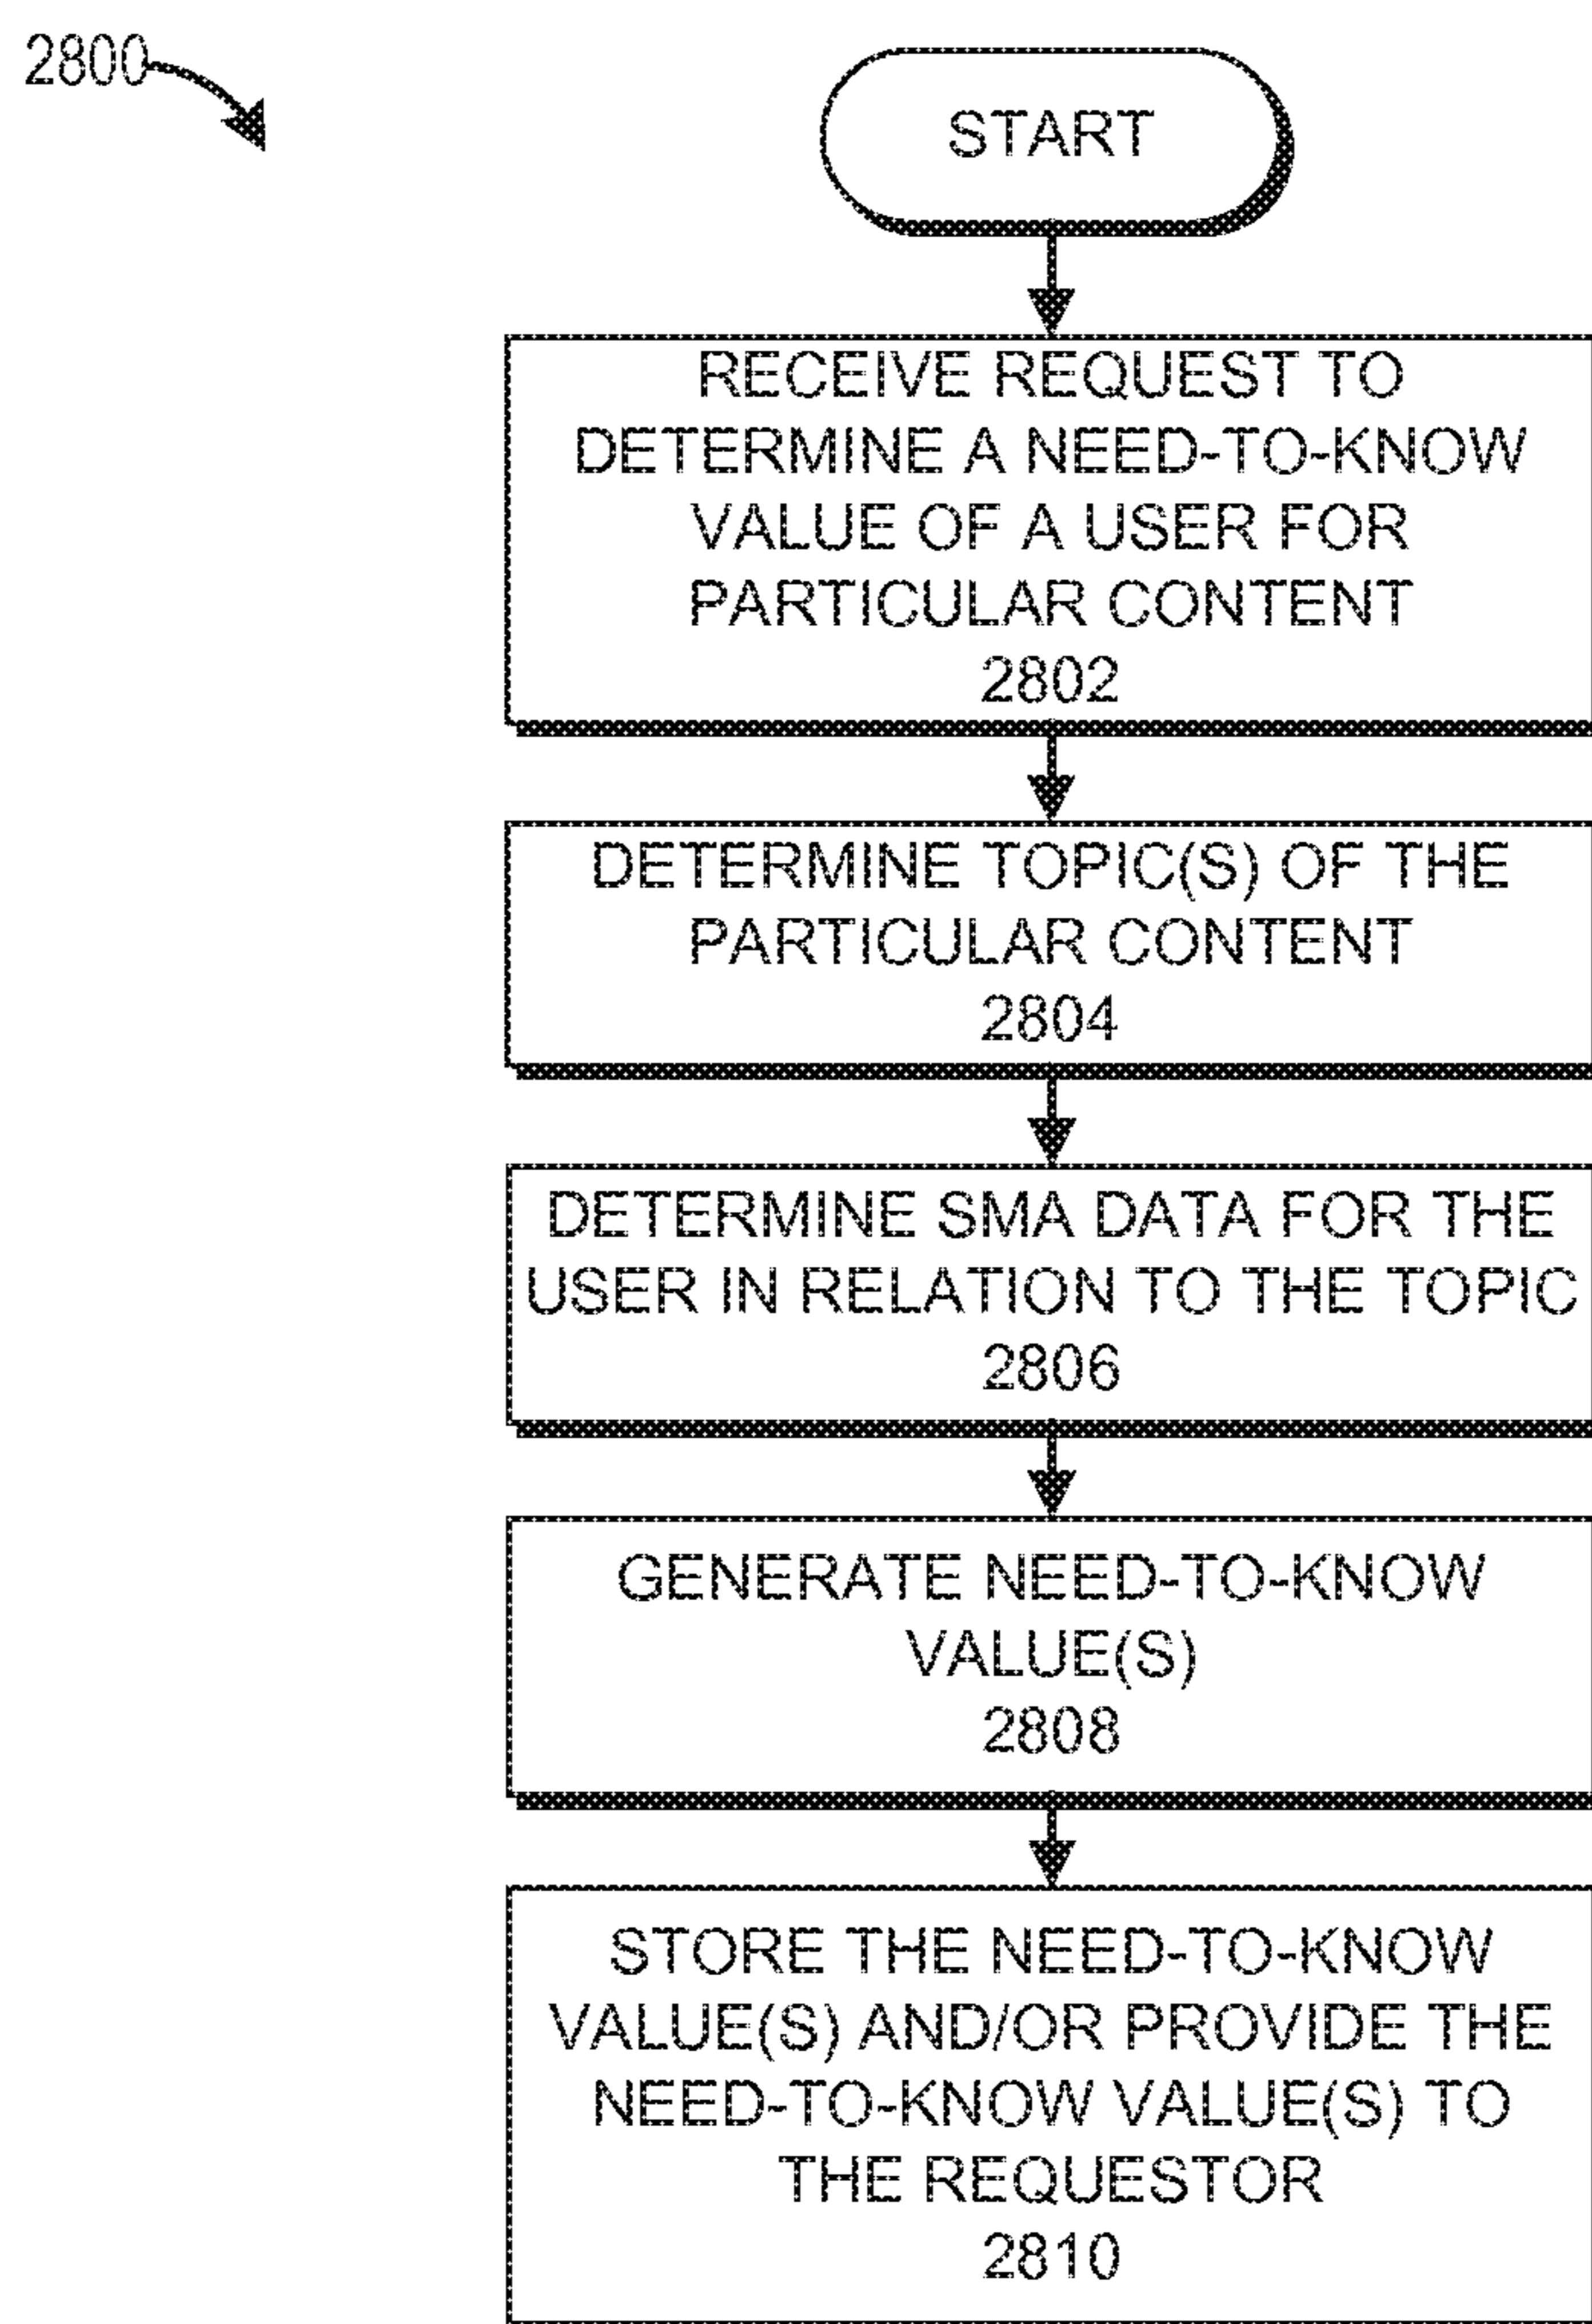 2800
START
RECEIVE REQUEST TO
DETERMINE A NEED-TO-KNOW
VALUE OF A USER FOR
PARTICULAR CONTENT
2802
DETERMINE TOPIC(S) OF THE
PARTICULAR CONTENT
2804
DETERMINE SMA DATA FOR THE
USER IN RELATION TO THE TOPIC
2806
GENERATE NEED-TO-KNOW
VALUE(S)
2808
STORE THE NEED-TO-KNOW
VALUE(S) AND/OR PROVIDE THE
NEED-TO-KNOW VALUE(S) TO
THE REQUESTOR
2810